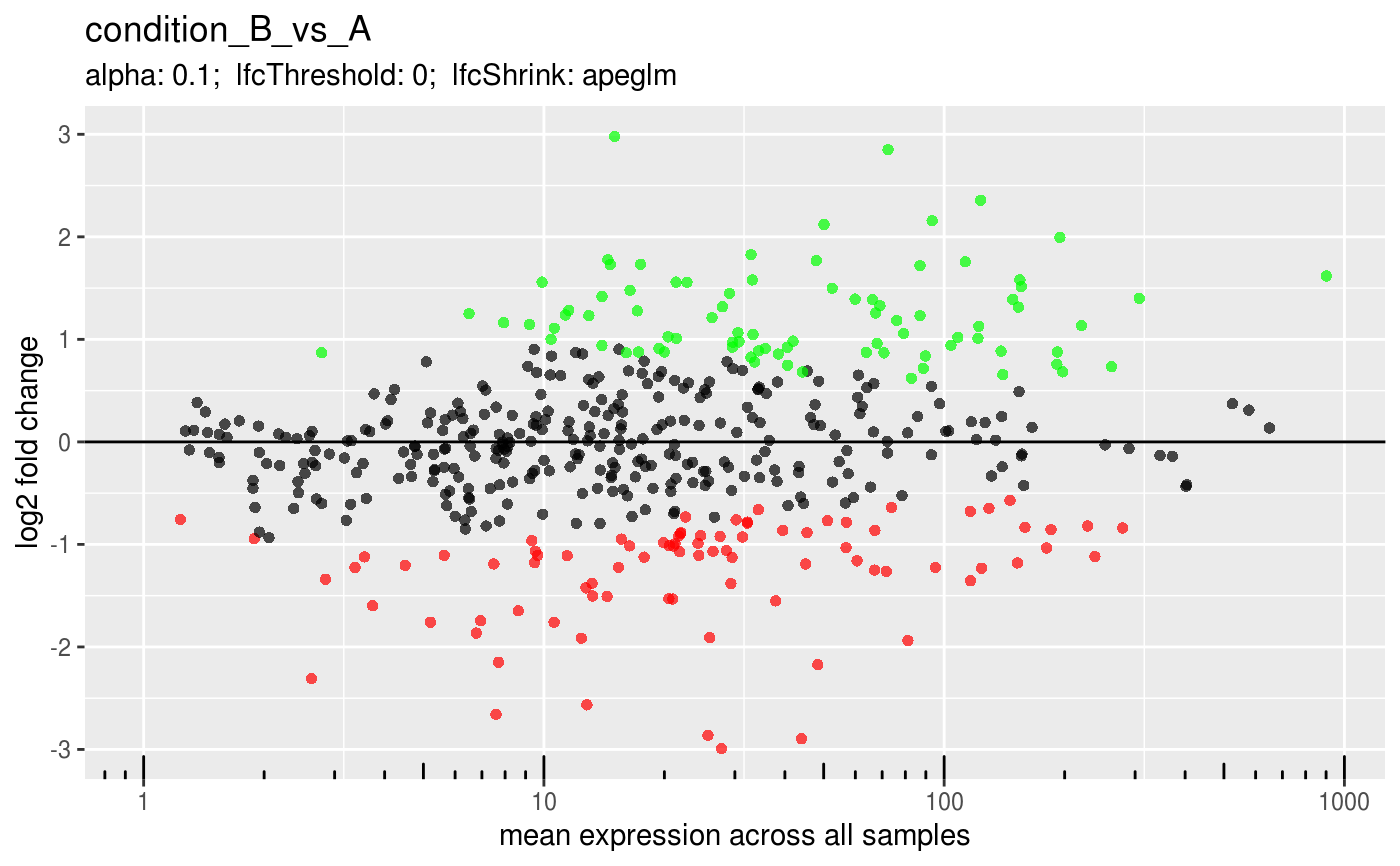 condition_B_vs_A
alpha: 0.1;  lfcThreshold: 0;  lfcShrink: apeglm
log2 fold change
3
2
1
0
-1
-2
-3
1
10
100
1000
mean expression across all samples